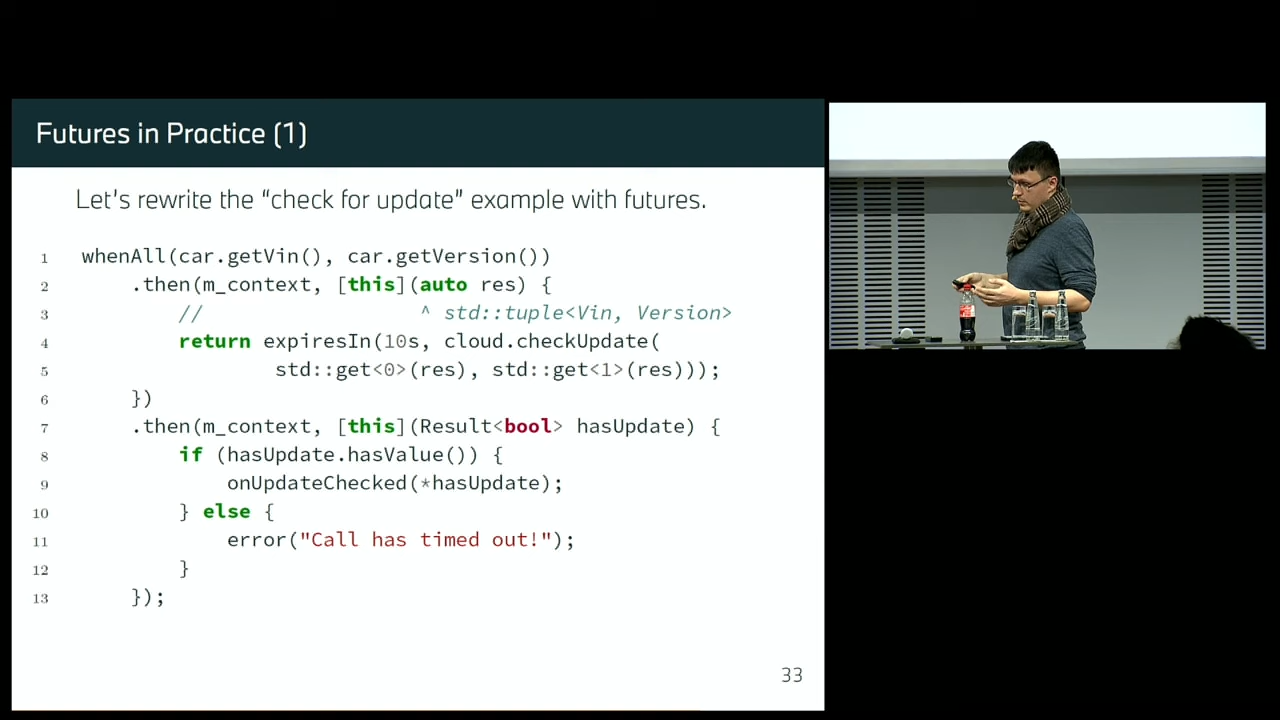 Futures in Practice (1)
Let's rewrite the “check for update” example with futures.
1 whenAll(car.getVin(), car.getVersion())
2 .then(m_context, [this](auto res) {
3 // ^ std::tuple<Vin, Version>
4 return expiresIn(10s, cloud.checkUpdate(
5 std::get<0>(res), std::get<1>(res)));
6 })
7 .then(m_context, [this](Result<bool> hasUpdate) {
8 if (hasUpdate.hasValue()) {
9 onUpdateChecked(*hasUpdate);
10 } else {
11 error("Call has timed out!");
12 }
13 });
33